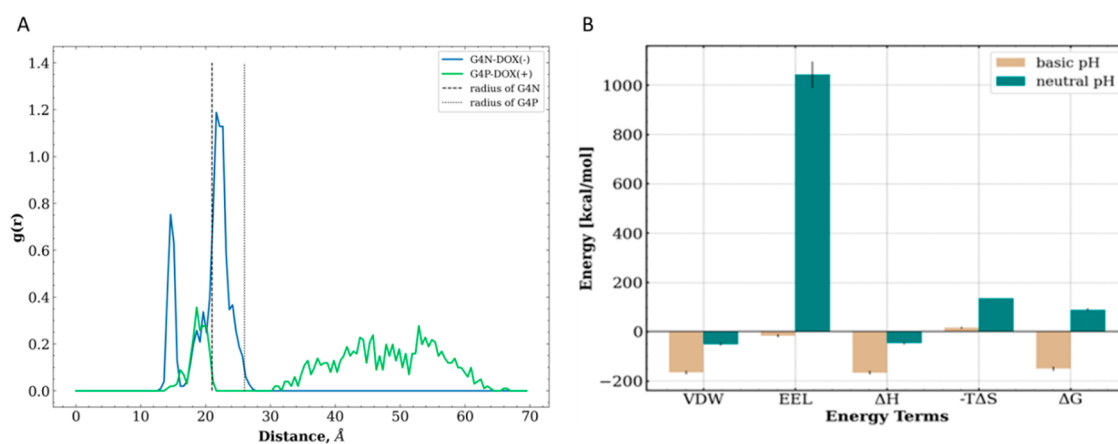 A
G4N-DOX(-)
G4P-DOX(+)
radius of G4N
radius of G4P
1.4
1.2
1.0
0.8
0.6
0.4
0.2
0.0
g(r)
0 10 20 30 40 50 60 70
Distance, Å
B
basic pH
neutral pH
1000
800
600
400
200
0
−200
Energy [kcal/mol]
VDW EEL ΔH -TΔS ΔG
Energy Terms